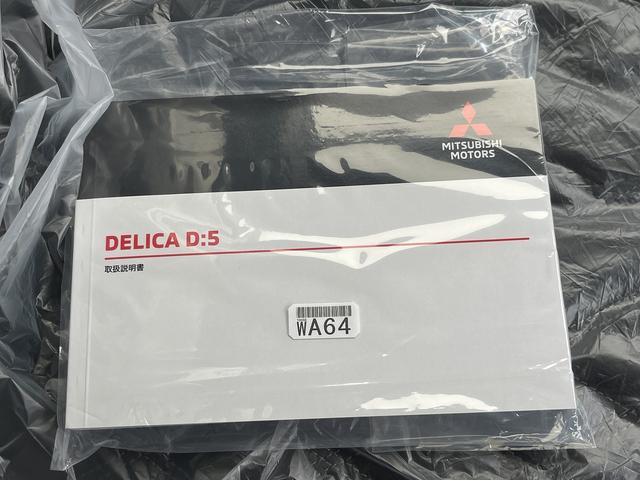 MITSUBISHI
MOTORS
DELICA D:5
取扱説明書
WA64